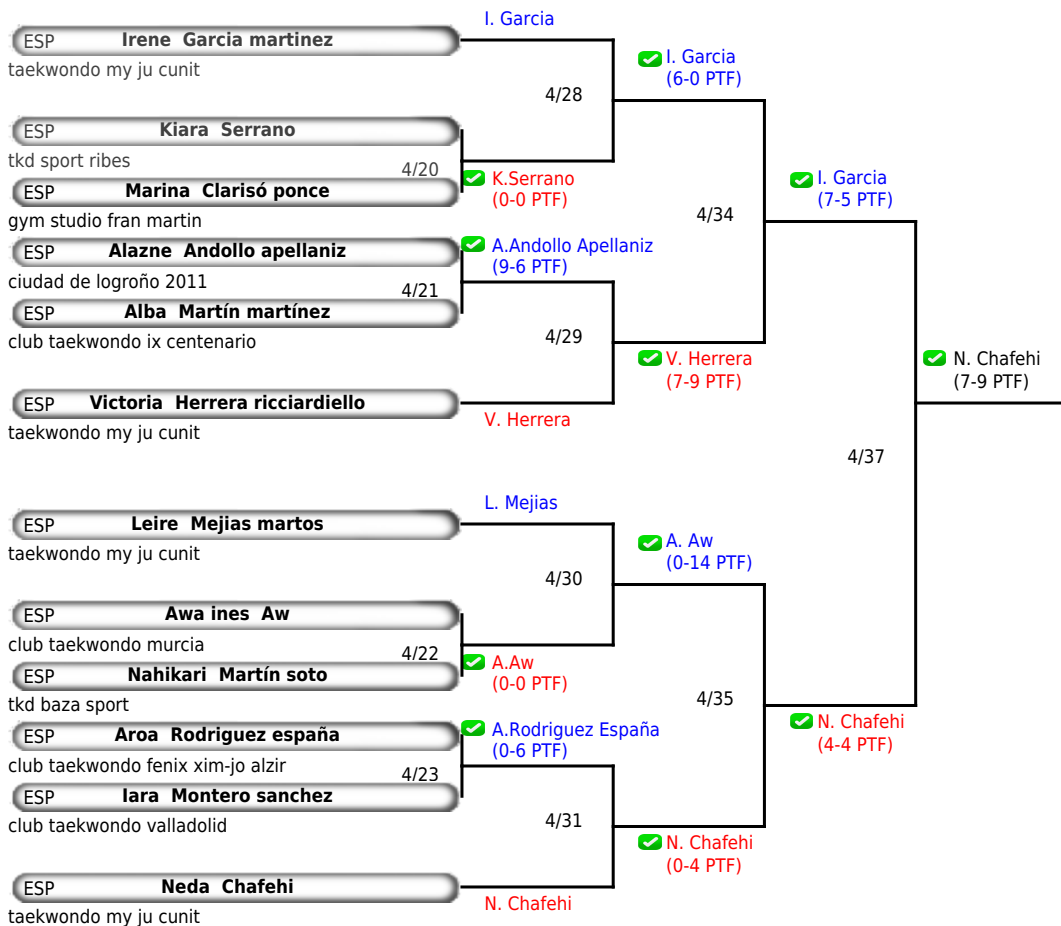 I. Garcia
ESP Irene Garcia martinez
taekwondo my ju cunit
I. Garcia
(6-0 PTF)
4/28
ESP Kiara Serrano
tkd sport ribes
4/20
K.Serrano
(0-0 PTF)
ESP Marina Clarisó ponce
gym studio fran martin
I. Garcia
(7-5 PTF)
4/34
ESP Alazne Andollo apellaniz
ciudad de logroño 2011
A.Andollo Apellaniz
(9-6 PTF)
4/21
ESP Alba Martín martínez
club taekwondo ix centenario
4/29
V. Herrera
(7-9 PTF)
N. Chafehi
(7-9 PTF)
ESP Victoria Herrera ricciardiello
taekwondo my ju cunit
V. Herrera
4/37
L. Mejias
ESP Leire Mejias martos
taekwondo my ju cunit
A. Aw
(0-14 PTF)
4/30
ESP Awa ines Aw
club taekwondo murcia
4/22
A.Aw
(0-0 PTF)
ESP Nahikari Martín soto
tkd baza sport
4/35
N. Chafehi
(4-4 PTF)
ESP Aroa Rodriguez españa
club taekwondo fenix xim-jo alzir
A.Rodriguez España
(0-6 PTF)
4/23
ESP Iara Montero sanchez
club taekwondo valladolid
4/31
N. Chafehi
(0-4 PTF)
ESP Neda Chafehi
taekwondo my ju cunit
N. Chafehi